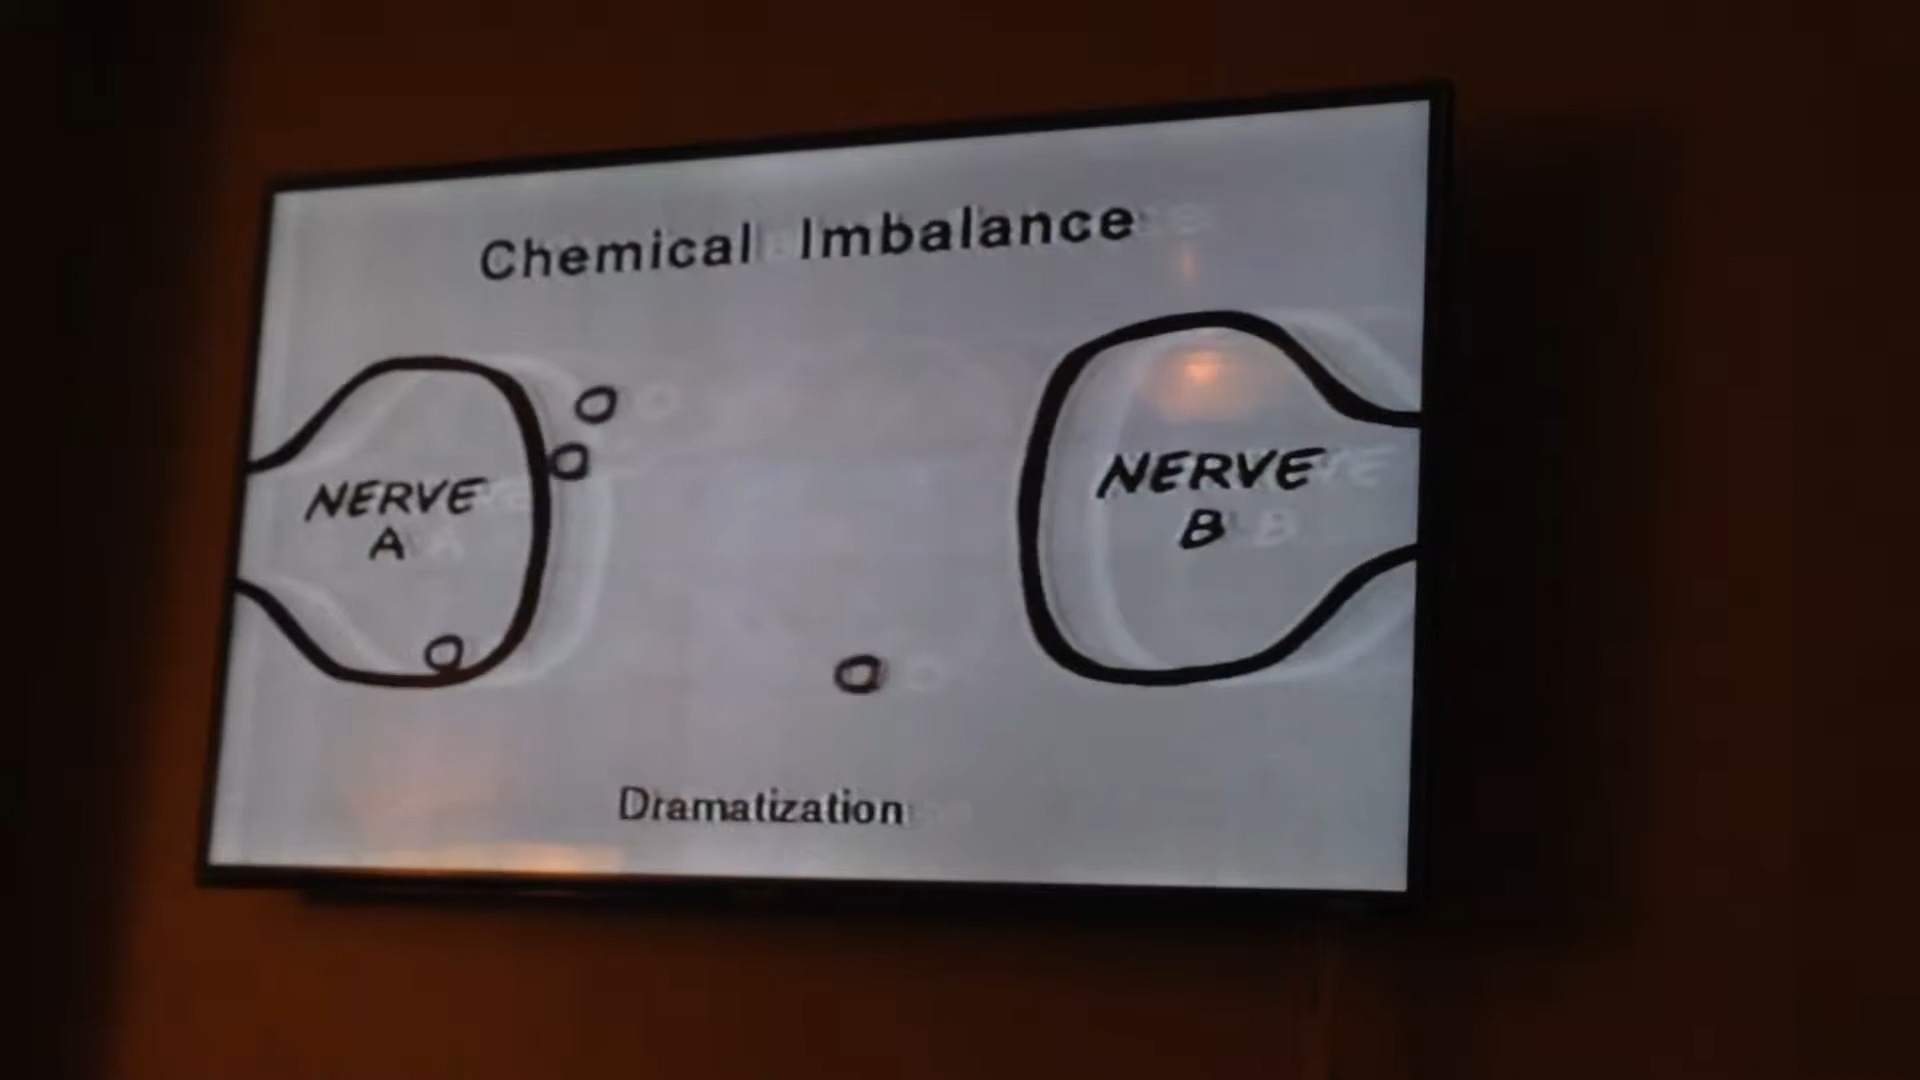 Chemical Imbalance
NERVE
A
NERVE
B
Dramatization